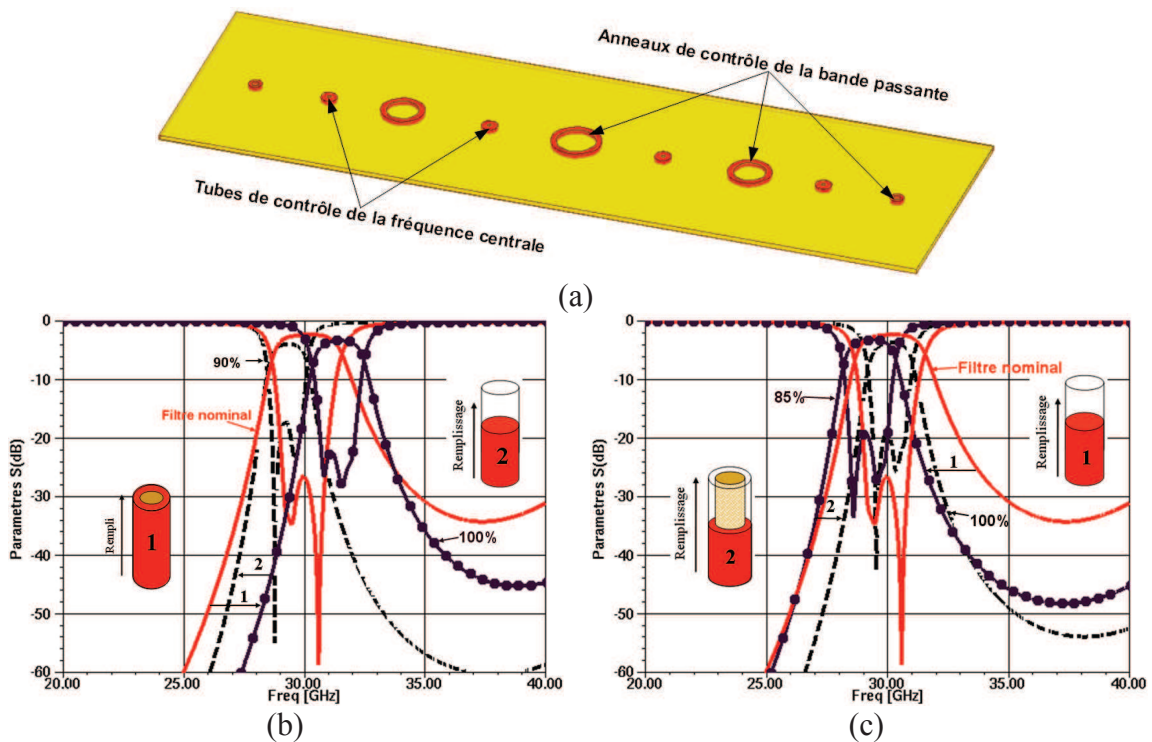 Anneaux de contrôle de la bande passante
Tubes de contrôle de la fréquence centrale
(a)
0
-10
-20
-30
-40
-50
-60
Parametres S(dB)
20.00 25.00 30.00 35.00 40.00
Freq [GHz]
90%
Filtre nominal
Rempli
1
Remplissage
2
100%
2
1
(b)
0
-10
-20
-30
-40
-50
-60
Parametres S(dB)
20.00 25.00 30.00 35.00 40.00
Freq [GHz]
Filtre nominal
85%
Remplissage
1
Remplissage
2
1
2
100%
(c)